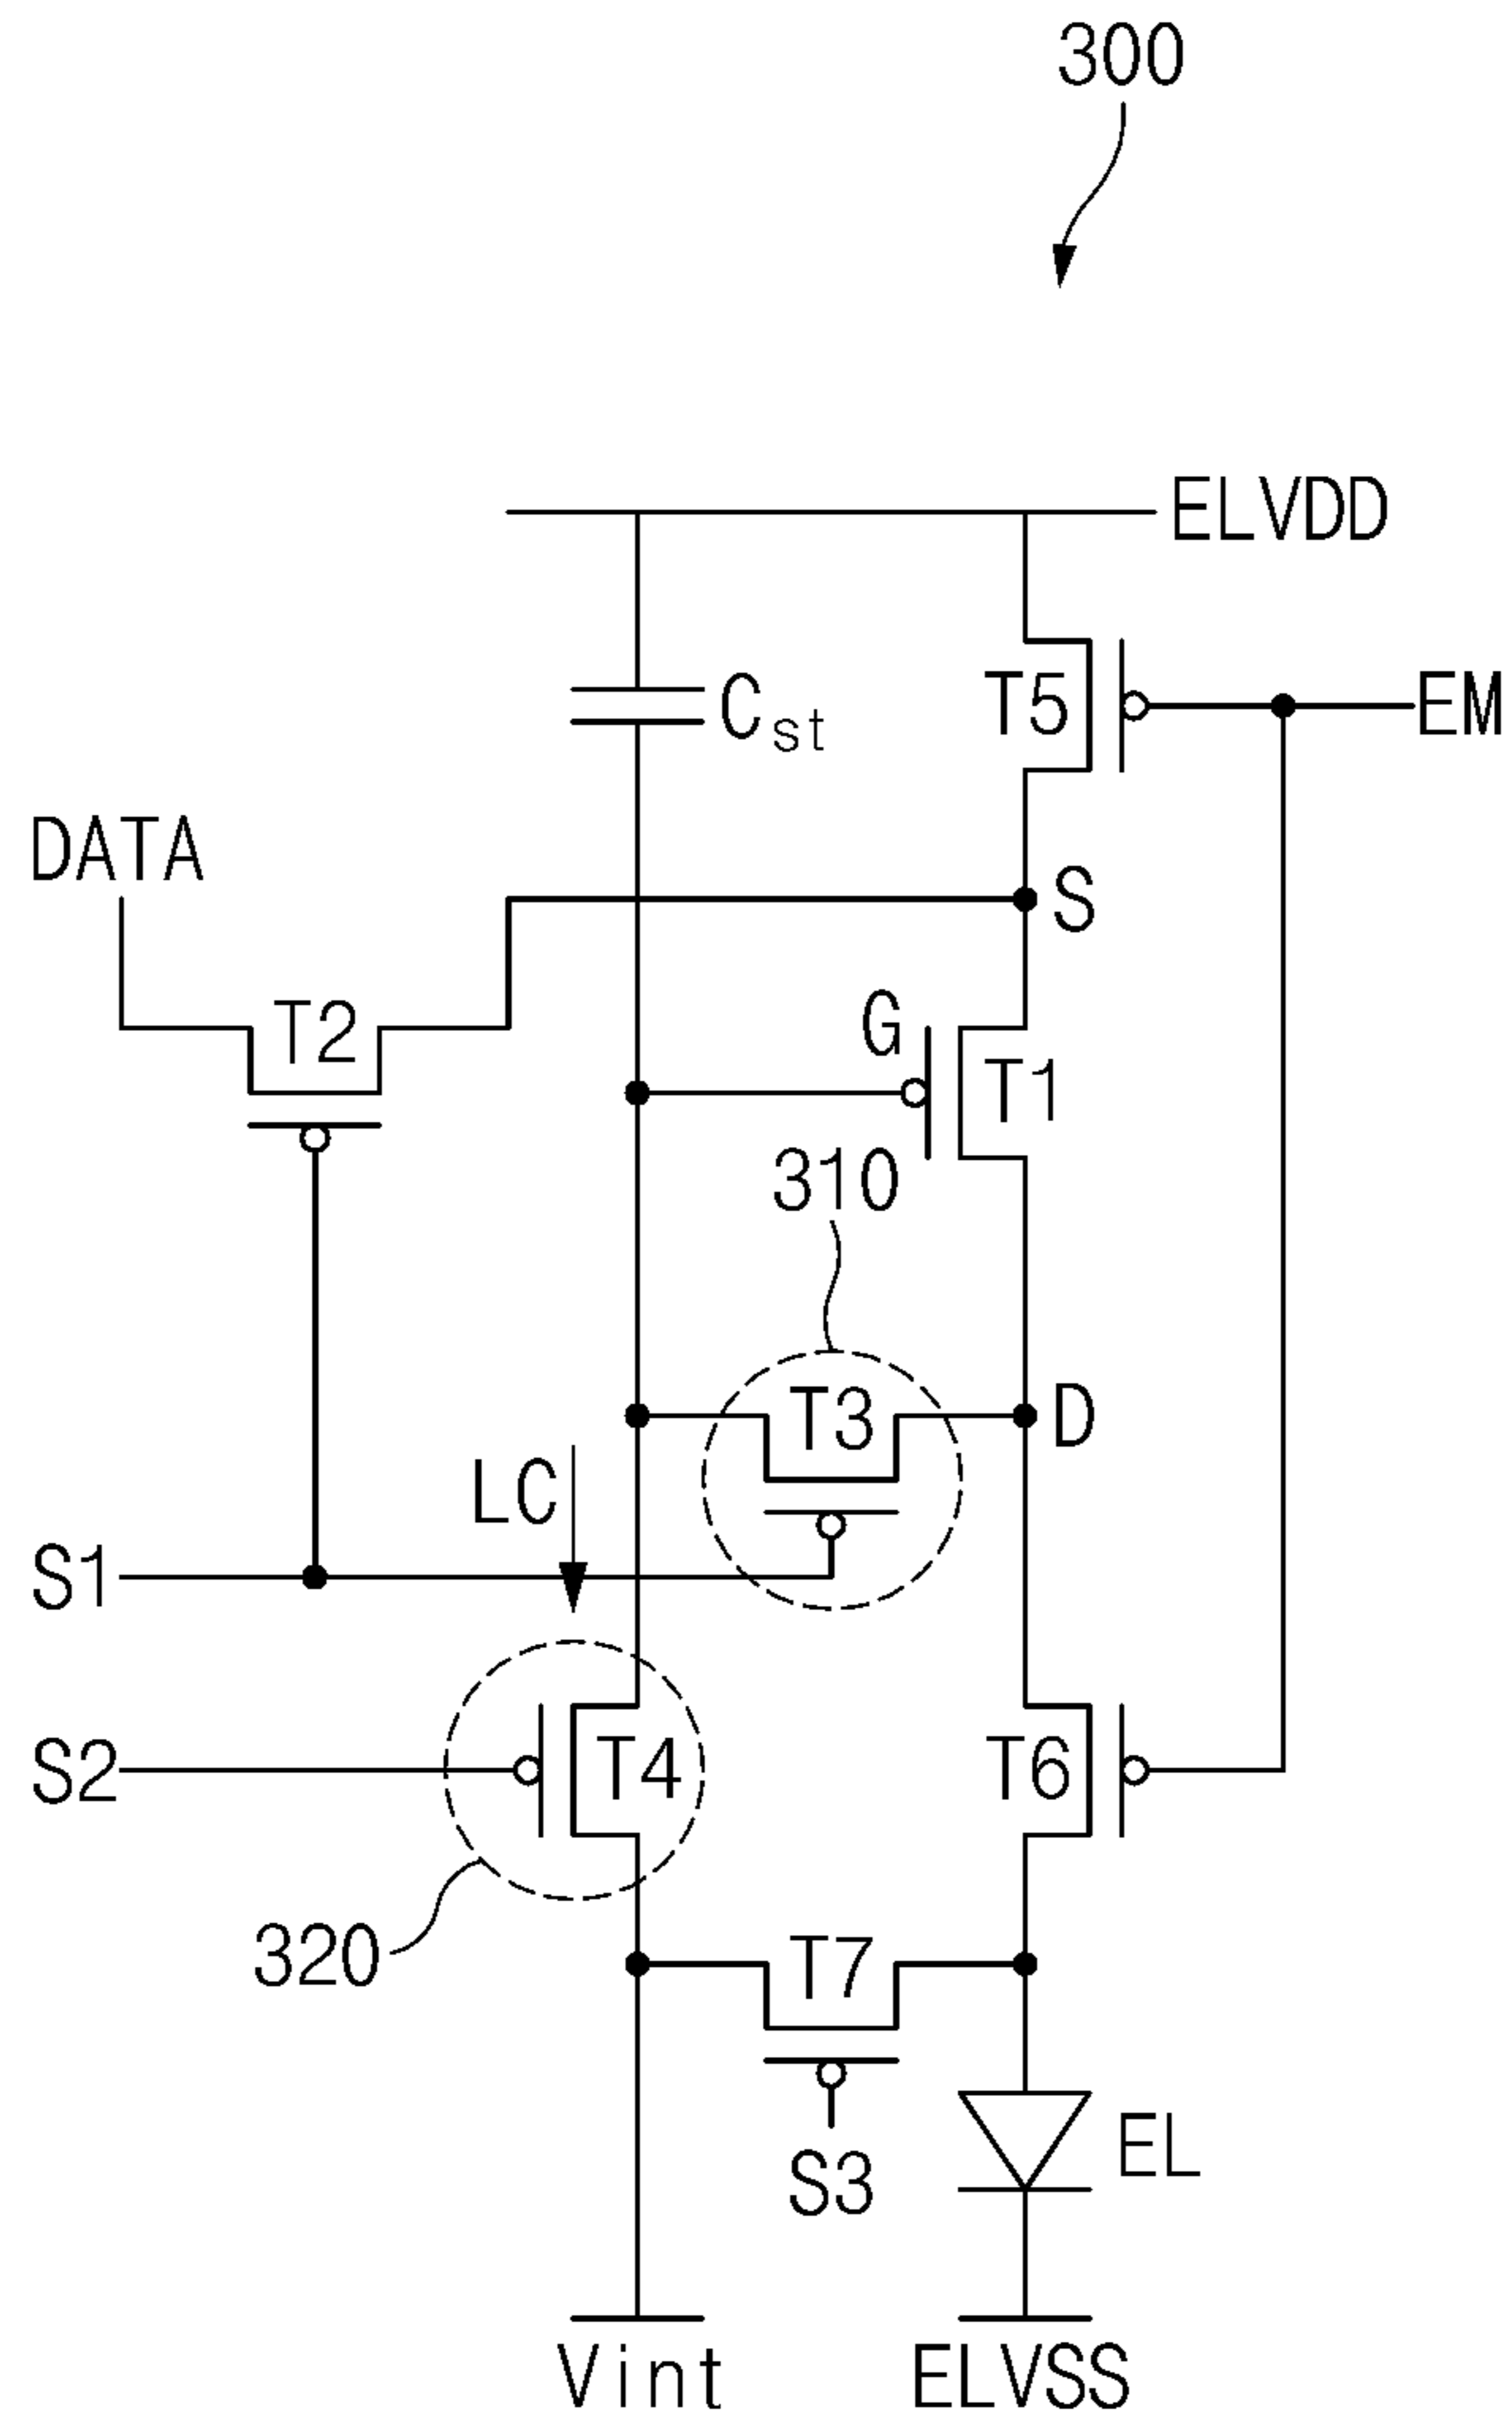 300
ELVDD
Cst
T5
EM
DATA
S
T2
G
T1
310
T3
D
LC
S1
S2
T4
T6
320
T7
EL
S3
Vint
ELVSS